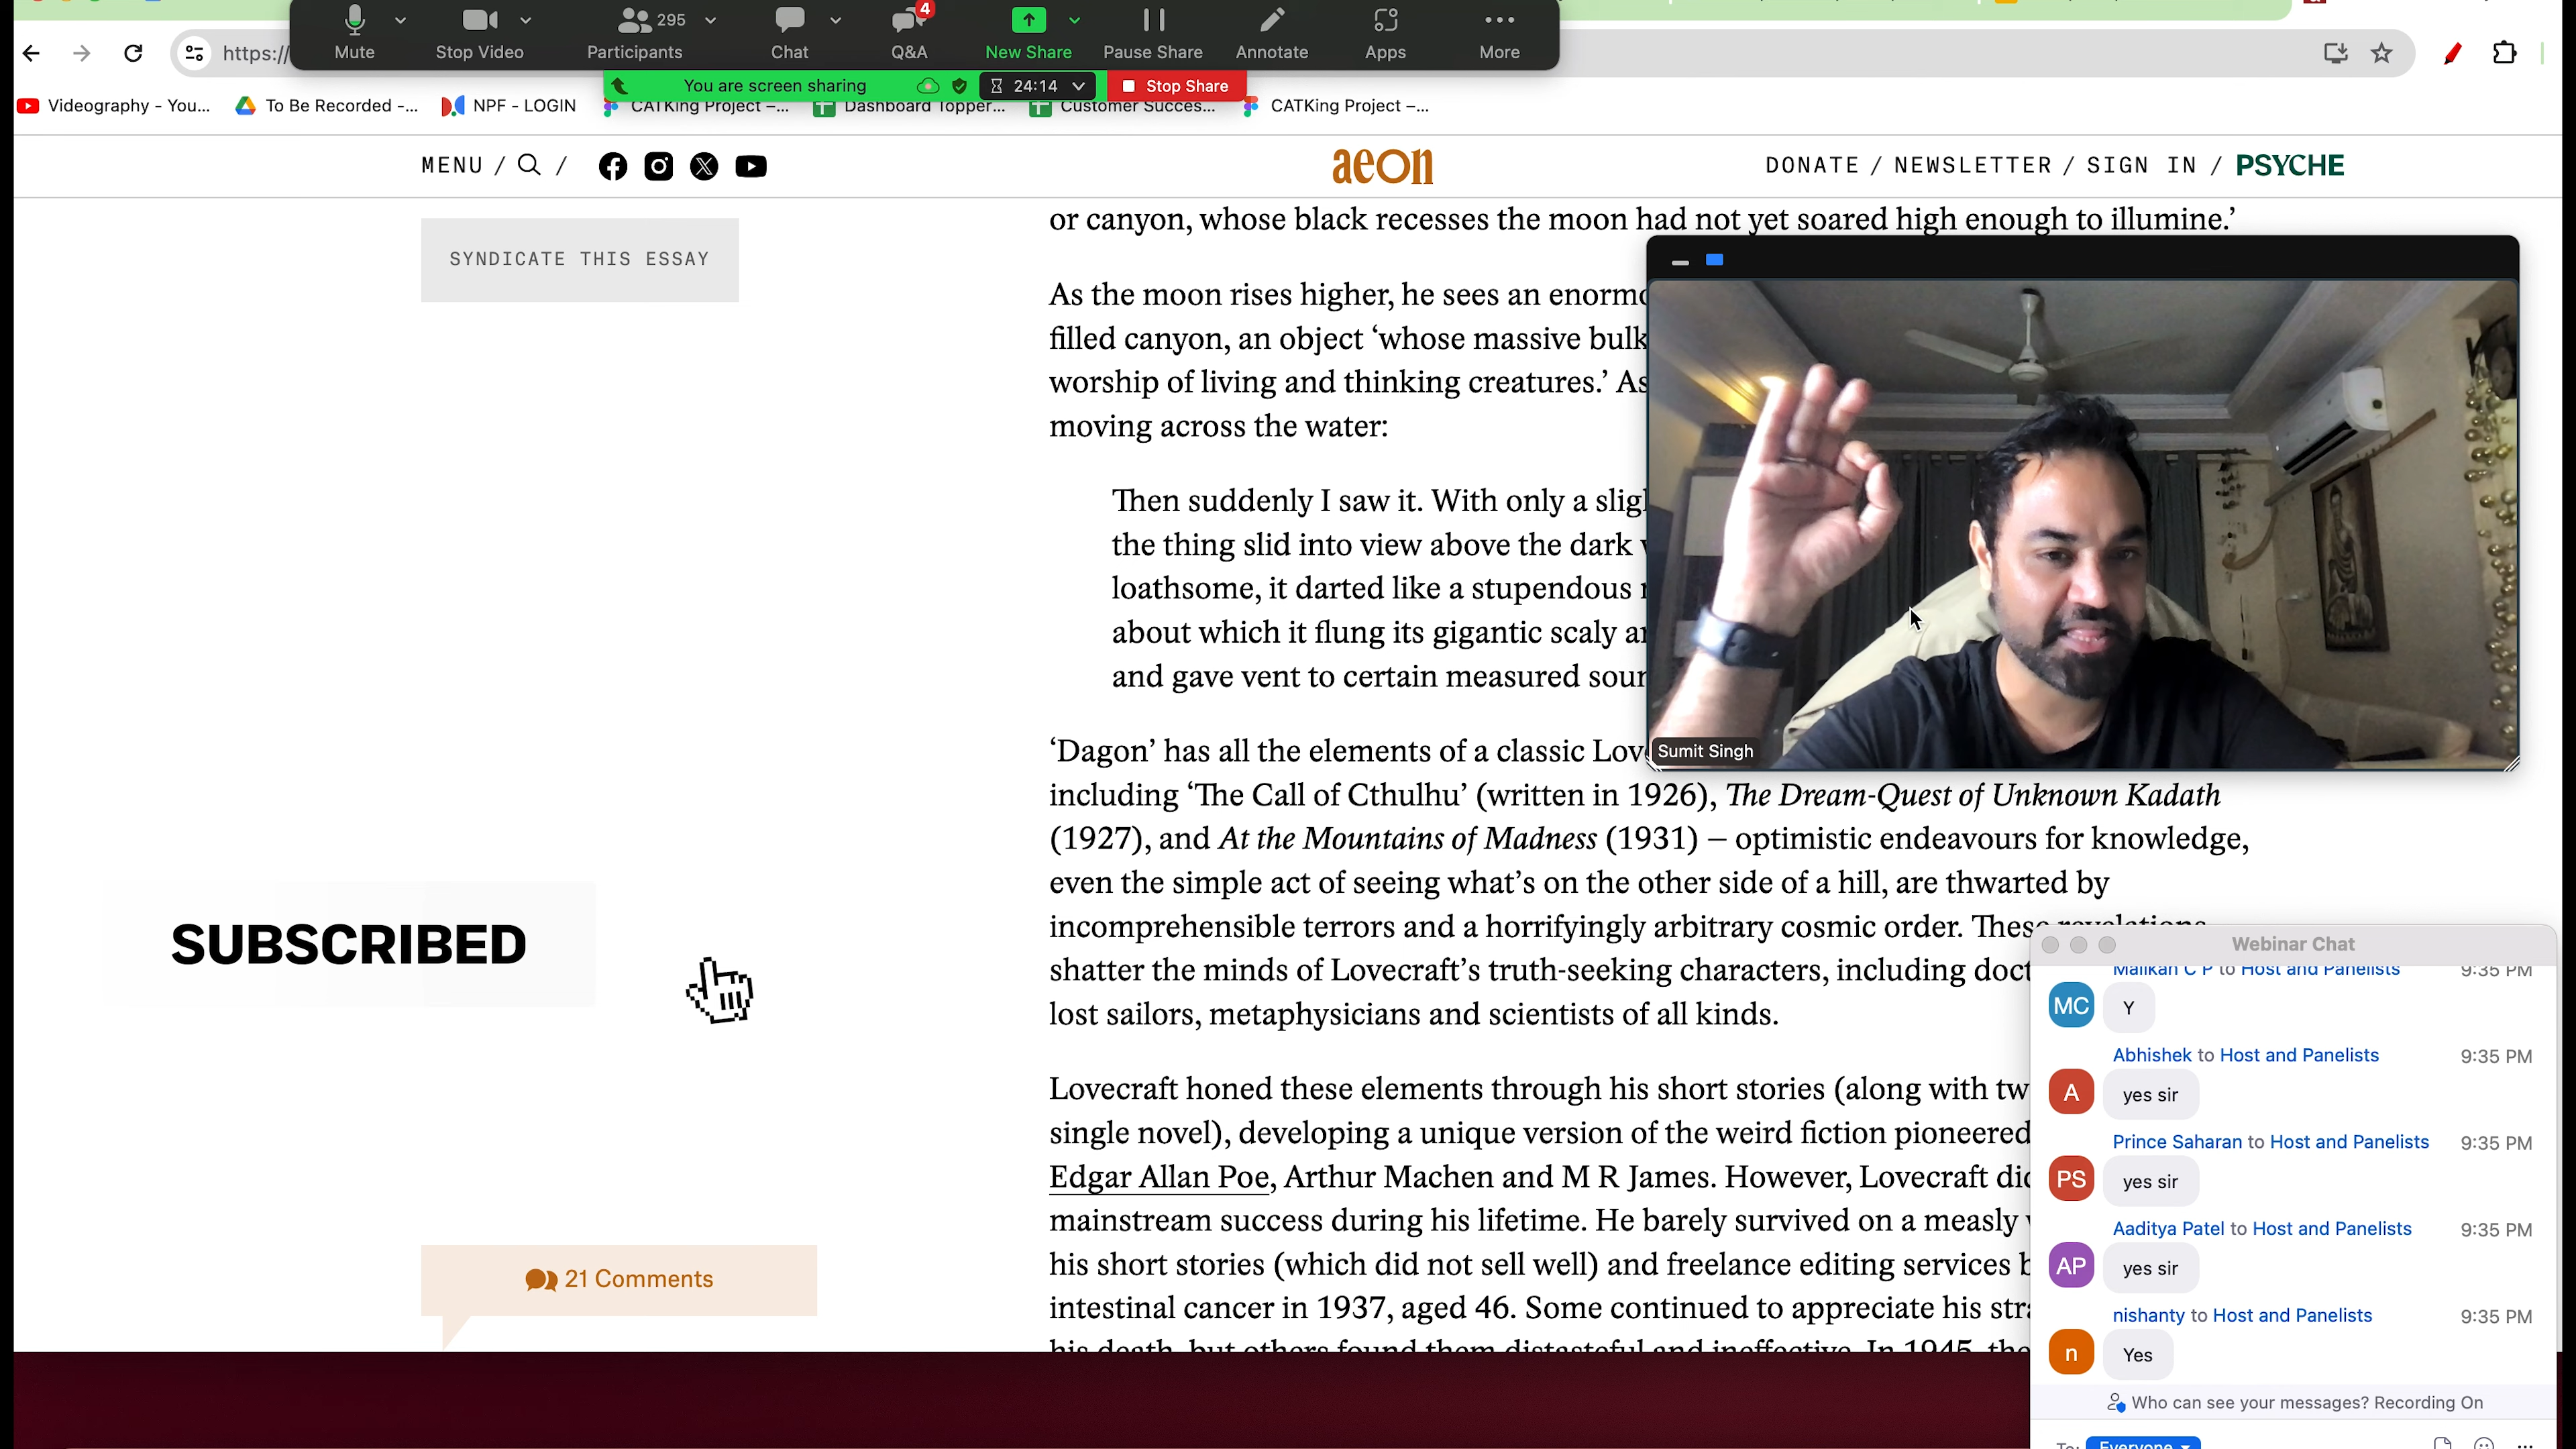 295
4
Mute
Stop Video
Participants
Chat
Q&A
New Share
Pause Share
Annotate
Apps
More
https://
You are screen sharing
24:14
Stop Share
Videography - You...
To Be Recorded -...
NPF - LOGIN
CATKing Project –...
Dashboard Topper...
Customer Succes...
CATKing Project –...
MENU / /
aeon
DONATE / NEWSLETTER / SIGN IN / PSYCHE
SYNDICATE THIS ESSAY
or canyon, whose black recesses the moon had not yet soared high enough to illumine.’
As the moon rises higher, he sees an
filled canyon, an object ‘whose massive bulk
worship of living and thinking creatures.’ As
moving across the water:
Then suddenly I saw it. With only a
the thing slid into view above the dark
loathsome, it darted like a stupendous
about which it flung its gigantic scaly
and gave vent to certain measured
Sumit Singh
‘Dagon’ has all the elements of a classic
including ‘The Call of Cthulhu’ (written in 1926), The Dream-Quest of Unknown Kadath
(1927), and At the Mountains of Madness (1931) – optimistic endeavours for knowledge,
even the simple act of seeing what’s on the other side of a hill, are thwarted by
incomprehensible terrors and a horrifyingly arbitrary cosmic order. These revelations
shatter the minds of Lovecraft’s truth-seeking characters, including
lost sailors, metaphysicians and scientists of all kinds.
Lovecraft honed these elements through his short stories (along with
single novel), developing a unique version of the weird fiction pioneered
Edgar Allan Poe, Arthur Machen and M R James. However, Lovecraft
mainstream success during his lifetime. He barely survived on a measly
his short stories (which did not sell well) and freelance editing services
intestinal cancer in 1937, aged 46. Some continued to appreciate his
his death, but others found them distasteful and ineffective. In 1945, the
SUBSCRIBED
21 Comments
Webinar Chat
Malikah C P to Host and Panelists 9:35 PM
MC
Y
Abhishek to Host and Panelists 9:35 PM
A
yes sir
Prince Saharan to Host and Panelists 9:35 PM
PS
yes sir
Aaditya Patel to Host and Panelists 9:35 PM
AP
yes sir
nishanty to Host and Panelists 9:35 PM
n
Yes
Who can see your messages? Recording On
To: Everyone